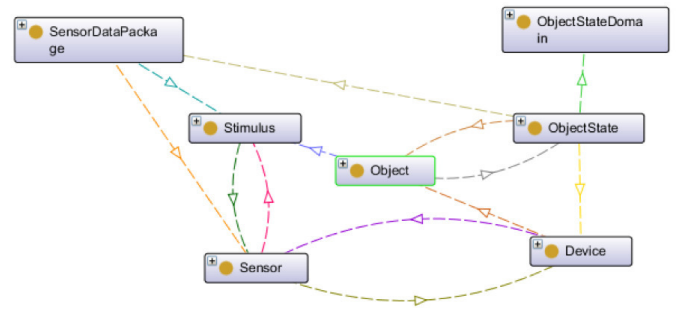 SensorDataPacka
ge
ObjectStateDoma
in
Stimulus
ObjectState
Object
Device
Sensor